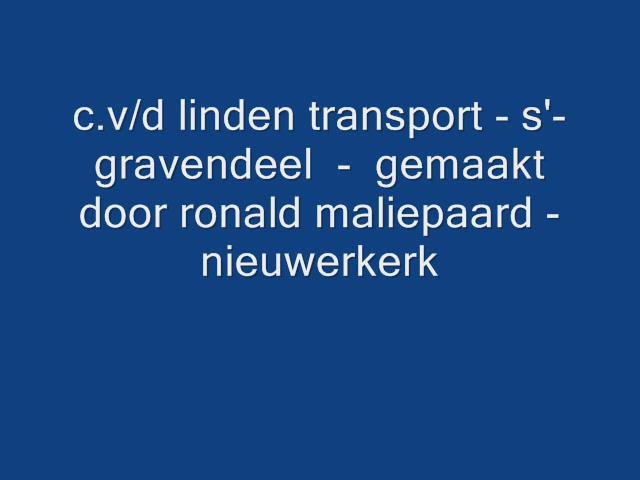 c.v/d linden transport - s'-
gravendeel  -  gemaakt
door ronald maliepaard -
nieuwerkerk